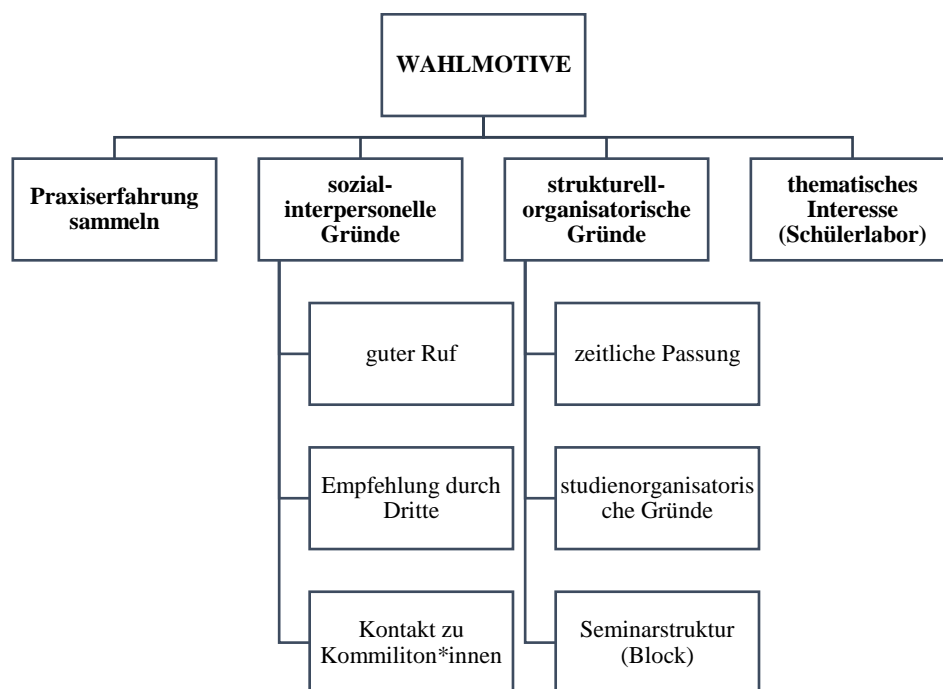 WAHLMOTIVE
Praxiserfahrung
sammeln
sozial-
interpersonelle
Gründe
strukturell-
organisatorische
Gründe
thematisches
Interesse
(Schülerlabor)
guter Ruf
zeitliche Passung
Empfehlung durch
Dritte
studienorganisatoris
che Gründe
Kontakt zu
Kommiliton*innen
Seminarstruktur
(Block)